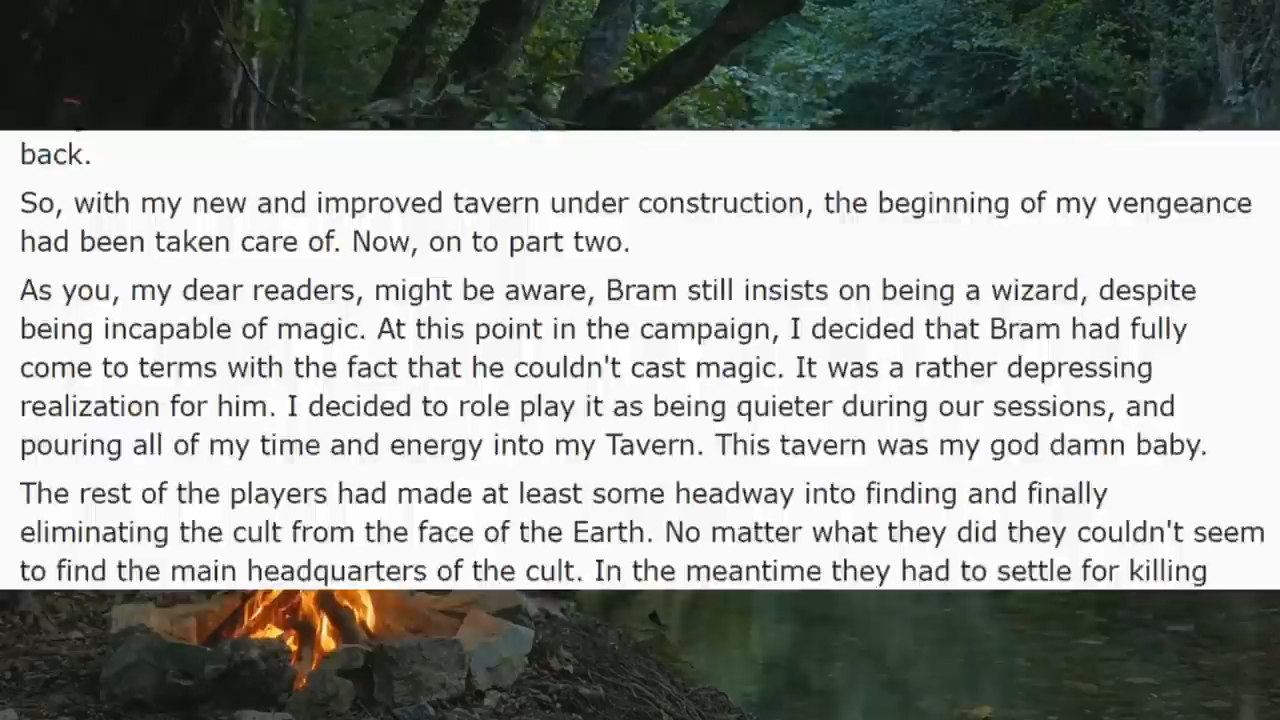 back.
So, with my new and improved tavern under construction, the beginning of my vengeance
had been taken care of. Now, on to part two.
As you, my dear readers, might be aware, Bram still insists on being a wizard, despite
being incapable of magic. At this point in the campaign, I decided that Bram had fully
come to terms with the fact that he couldn't cast magic. It was a rather depressing
realization for him. I decided to role play it as being quieter during our sessions, and
pouring all of my time and energy into my Tavern. This tavern was my god damn baby.
The rest of the players had made at least some headway into finding and finally
eliminating the cult from the face of the Earth. No matter what they did they couldn't seem
to find the main headquarters of the cult. In the meantime they had to settle for killing